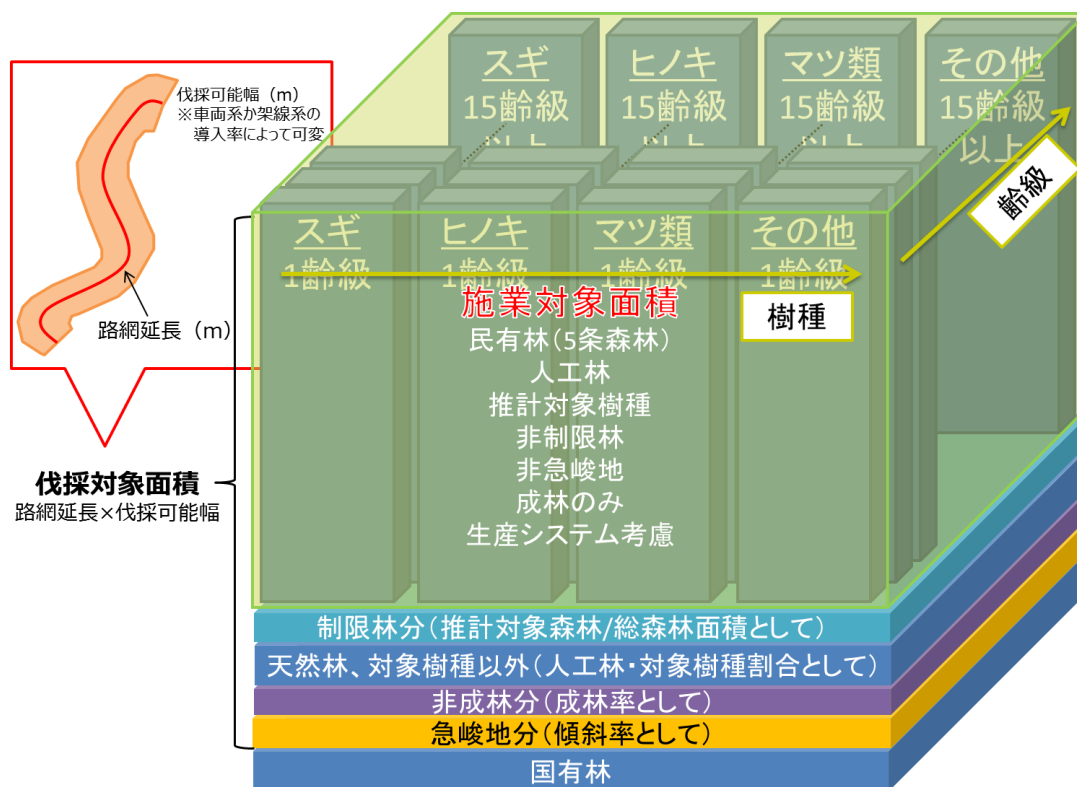 伐採可能幅（m）
※車両系か架線系の
導入率によって可変
路網延長（m）
伐採対象面積
路網延長×伐採可能幅
スギ
15齢級
以上
ヒノキ
15齢級
以上
マツ類
15齢級
以上
その他
15齢級
以上
齢級
スギ
1齢級
ヒノキ
1齢級
マツ類
1齢級
その他
1齢級
樹種
施業対象面積
民有林（5条森林）
人工林
推計対象樹種
非制限林
非急峻地
成林のみ
生産システム考慮
制限林分（推計対象森林/総森林面積として）
天然林、対象樹種以外（人工林・対象樹種割合として）
非成林分（成林率として）
急峻地分（傾斜率として）
国有林